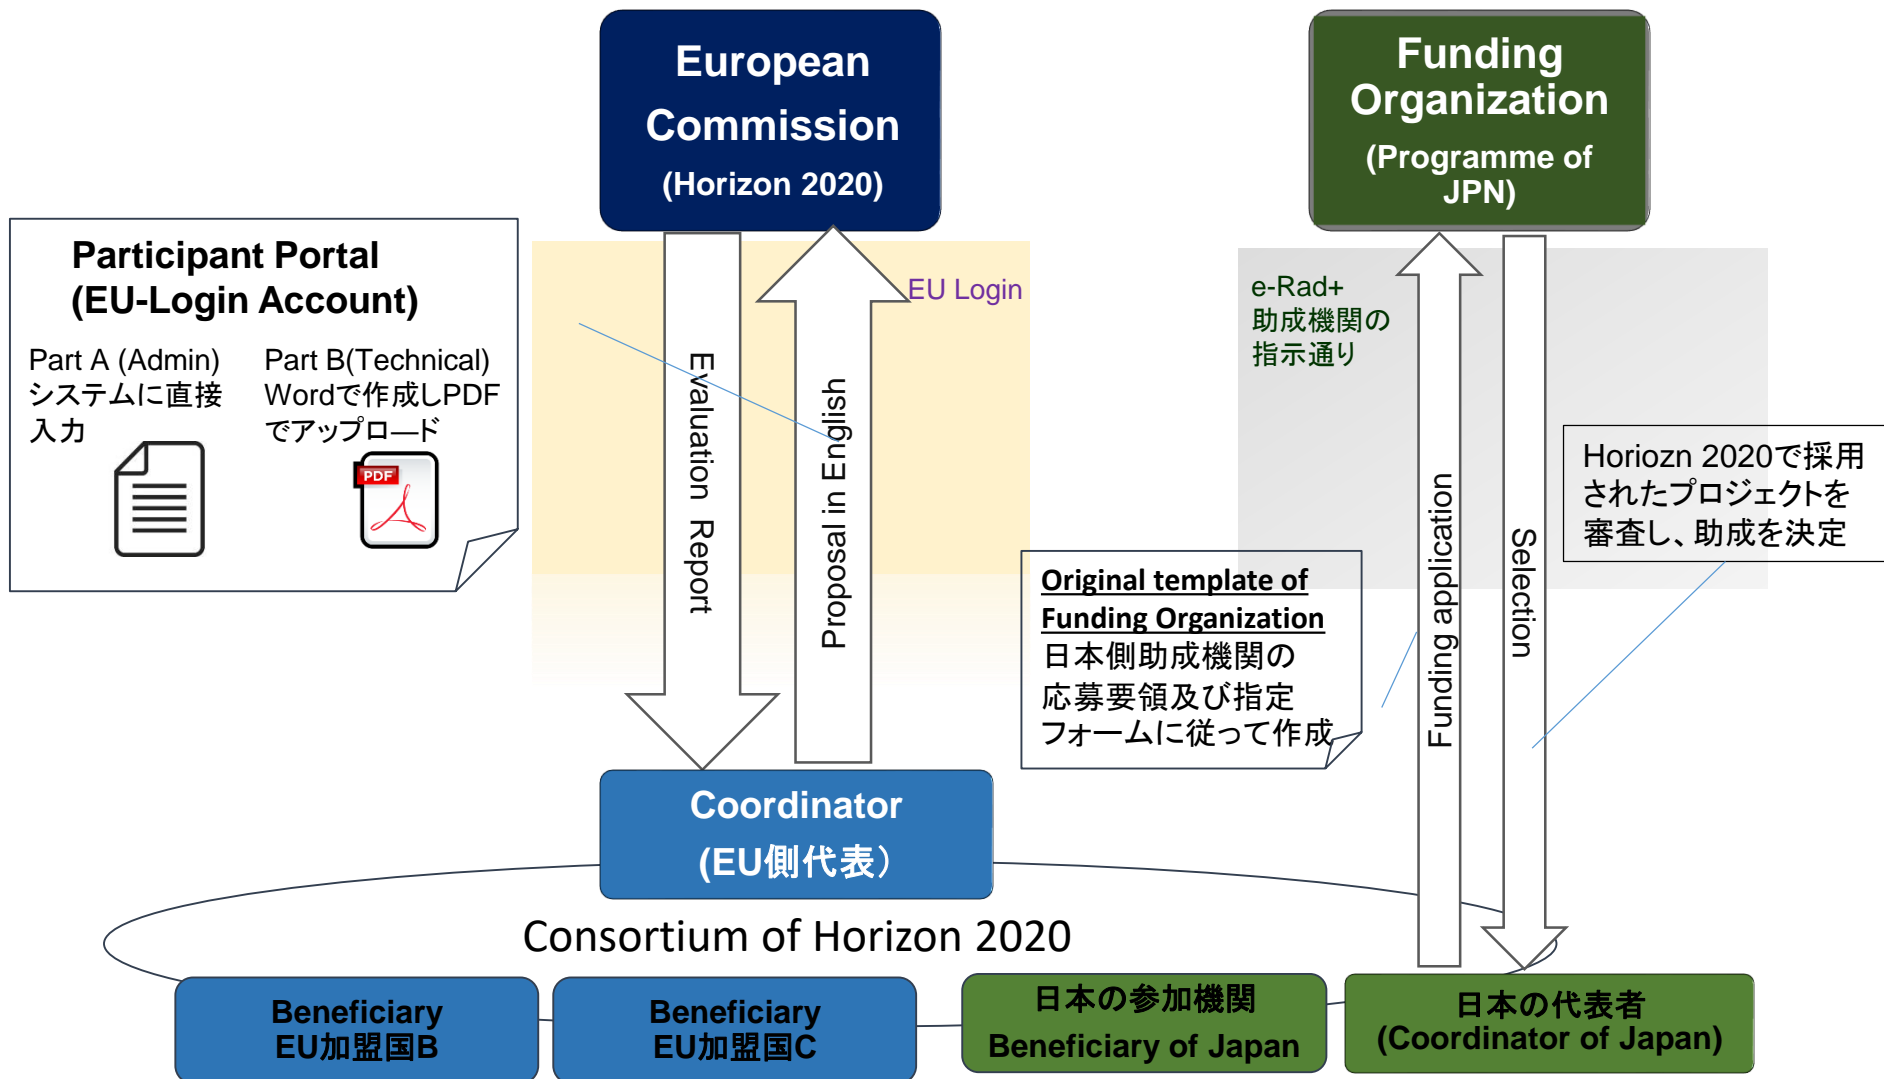 European
Commission
(Horizon 2020)
Funding
Organization
(Programme of
JPN)
Participant Portal
(EU-Login Account)
Part A (Admin)
システムに直接
入力
Part B(Technical)
Wordで作成しPDF
でアップロ―ド
PDF
EU Login
Evaluation Report
Proposal in English
e-Rad+
助成機関の
指示通り
Horiozn 2020で採用
されたプロジェクトを
審査し、助成を決定
Original template of
Funding Organization
日本側助成機関の
応募要領及び指定
フォームに従って作成
Funding application
Selection
Coordinator
(EU側代表）
Consortium of Horizon 2020
Beneficiary
EU加盟国B
Beneficiary
EU加盟国C
日本の参加機関
Beneficiary of Japan
日本の代表者
(Coordinator of Japan)